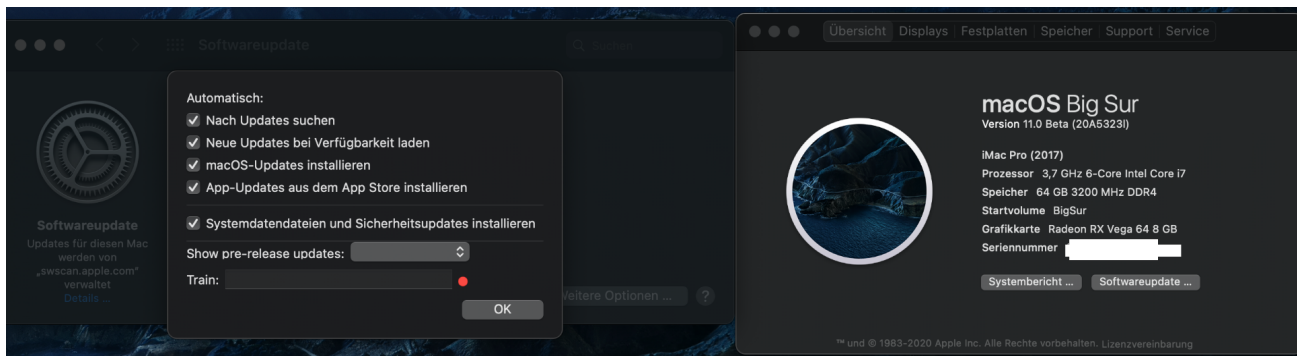 Softwareupdate
Suchen
Automatisch:
Nach Updates suchen
Neue Updates bei Verfügbarkeit laden
macOS-Updates installieren
App-Updates aus dem App Store installieren
Systemdatendateien und Sicherheitsupdates installieren
Show pre-release updates:
Train:
OK
Softwareupdate
Updates für diesen Mac
werden von
„swscan.apple.com“
verwaltet
Details ...
Weitere Optionen ...
?
Übersicht Displays Festplatten Speicher Support Service
macOS Big Sur
Version 11.0 Beta (20A5323l)
iMac Pro (2017)
Prozessor 3,7 GHz 6-Core Intel Core i7
Speicher 64 GB 3200 MHz DDR4
Startvolume BigSur
Grafikkarte Radeon RX Vega 64 8 GB
Seriennummer
Systembericht ...
Softwareupdate ...
™ und © 1983-2020 Apple Inc. Alle Rechte vorbehalten. Lizenzvereinbarung